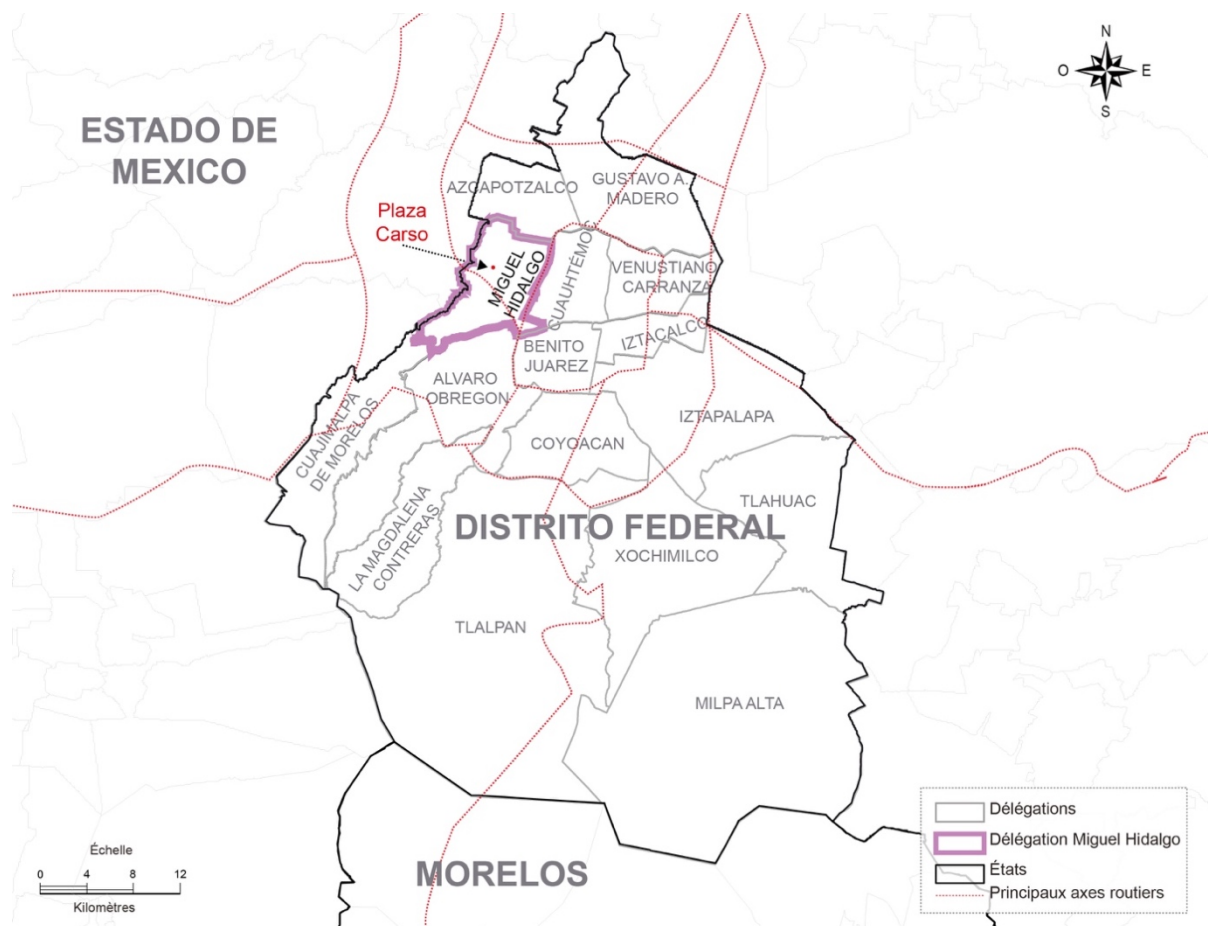 N
O
E
S
ESTADO DE
MEXICO
AZCAPOTZALCO
GUSTAVO A.
MADERO
Plaza
Carso
MIGUEL
HIDALGO
CUAUHTÉMOC
VENUSTIANO
CARRANZA
IZTACALCO
BENITO
JUAREZ
ALVARO
OBREGON
CUAJIMALPA
DE MORELOS
COYOACAN
IZTAPALAPA
LA MAGDALENA
CONTRERAS
TLAHUAC
DISTRITO FEDERAL
XOCHIMILCO
TLALPAN
MILPA ALTA
MORELOS
Échelle
0 4 8 12
Kilomètres
Délégations
Délégation Miguel Hidalgo
États
Principaux axes routiers